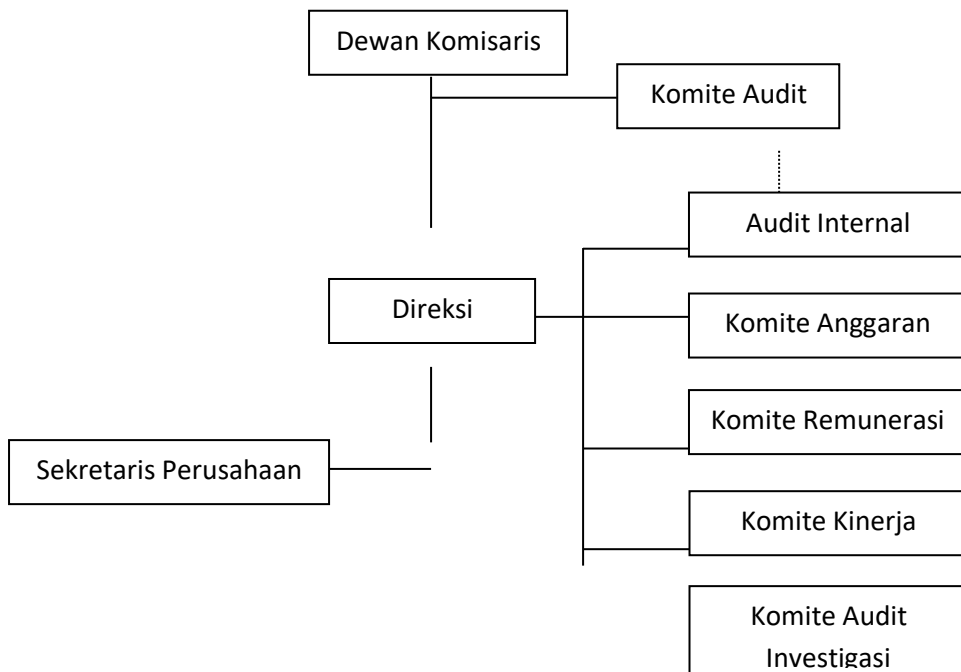 Dewan Komisaris
Komite Audit
Audit Internal
Direksi
Komite Anggaran
Komite Remunerasi
Sekretaris Perusahaan
Komite Kinerja
Komite Audit
Investigasi